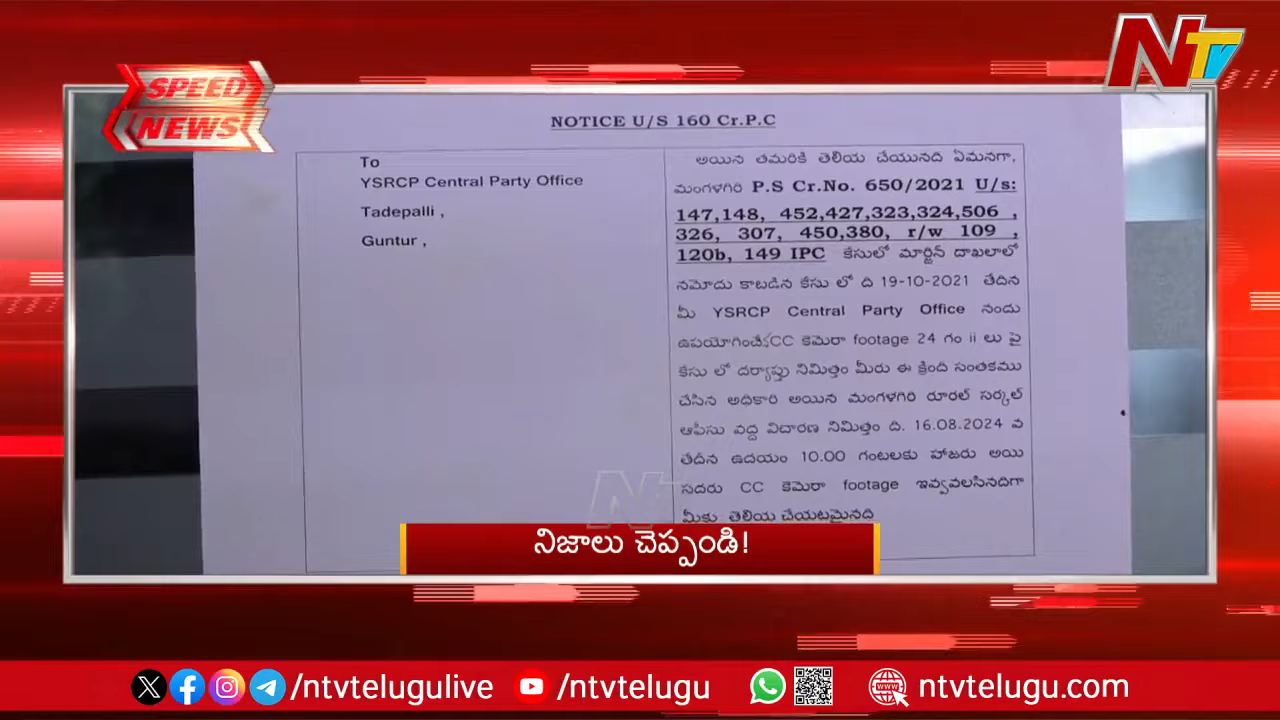 NTV
SPEED
NEWS
NOTICE U/S 160 Cr.P.C
To
YSRCP Central Party Office
Tadepalli ,
Guntur ,
అయిన తమరికి తెలియ చేయునది ఏమనగా,
మంగళగిరి P.S Cr.No. 650/2021 U/s:
147,148, 452,427,323,324,506 ,
326, 307, 450,380, r/w 109 ,
120b, 149 IPC కేసులో మార్జిన్ దాఖలాలో
నమోదు కాబడిన కేసు లో ది 19-10-2021 తేదిన
మీ YSRCP Central Party Office నందు
ఉపయోగించే CC కెమెరా footage 24 గం ii లు పై
కేసు లో దర్యాప్తు నిమిత్తం మీరు ఈ క్రింది సంతకము
చేసిన అధికారి అయిన మంగళగిరి రూరల్ సర్కల్
ఆఫీసు వద్ద విచారణ నిమిత్తం ది. 16.08.2024 వ
తేదిన ఉదయం 10.00 గంటలకు హాజరు అయి
సదరు CC కెమెరా footage ఇవ్వవలసినదిగా
మీకు తెలియ చేయటమైనది
నిజాలు చెప్పండి!
/ntvtelugulive
/ntvtelugu
ntvtelugu.com